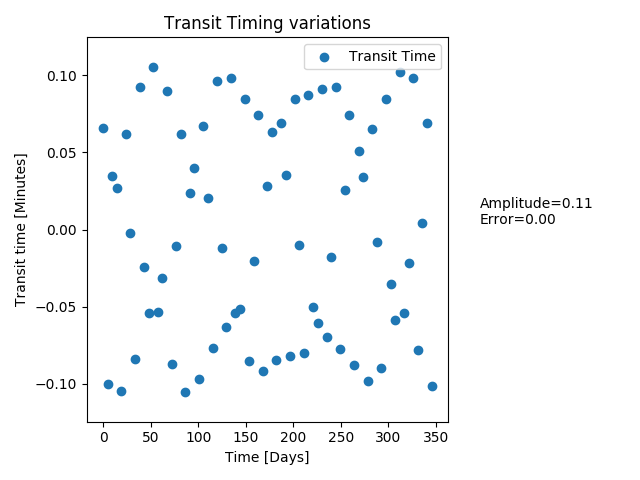 Transit Timing variations
Transit Time
Transit time [Minutes]
0.10
0.05
0.00
−0.05
−0.10
0 50 100 150 200 250 300 350
Time [Days]
Amplitude=0.11
Error=0.00